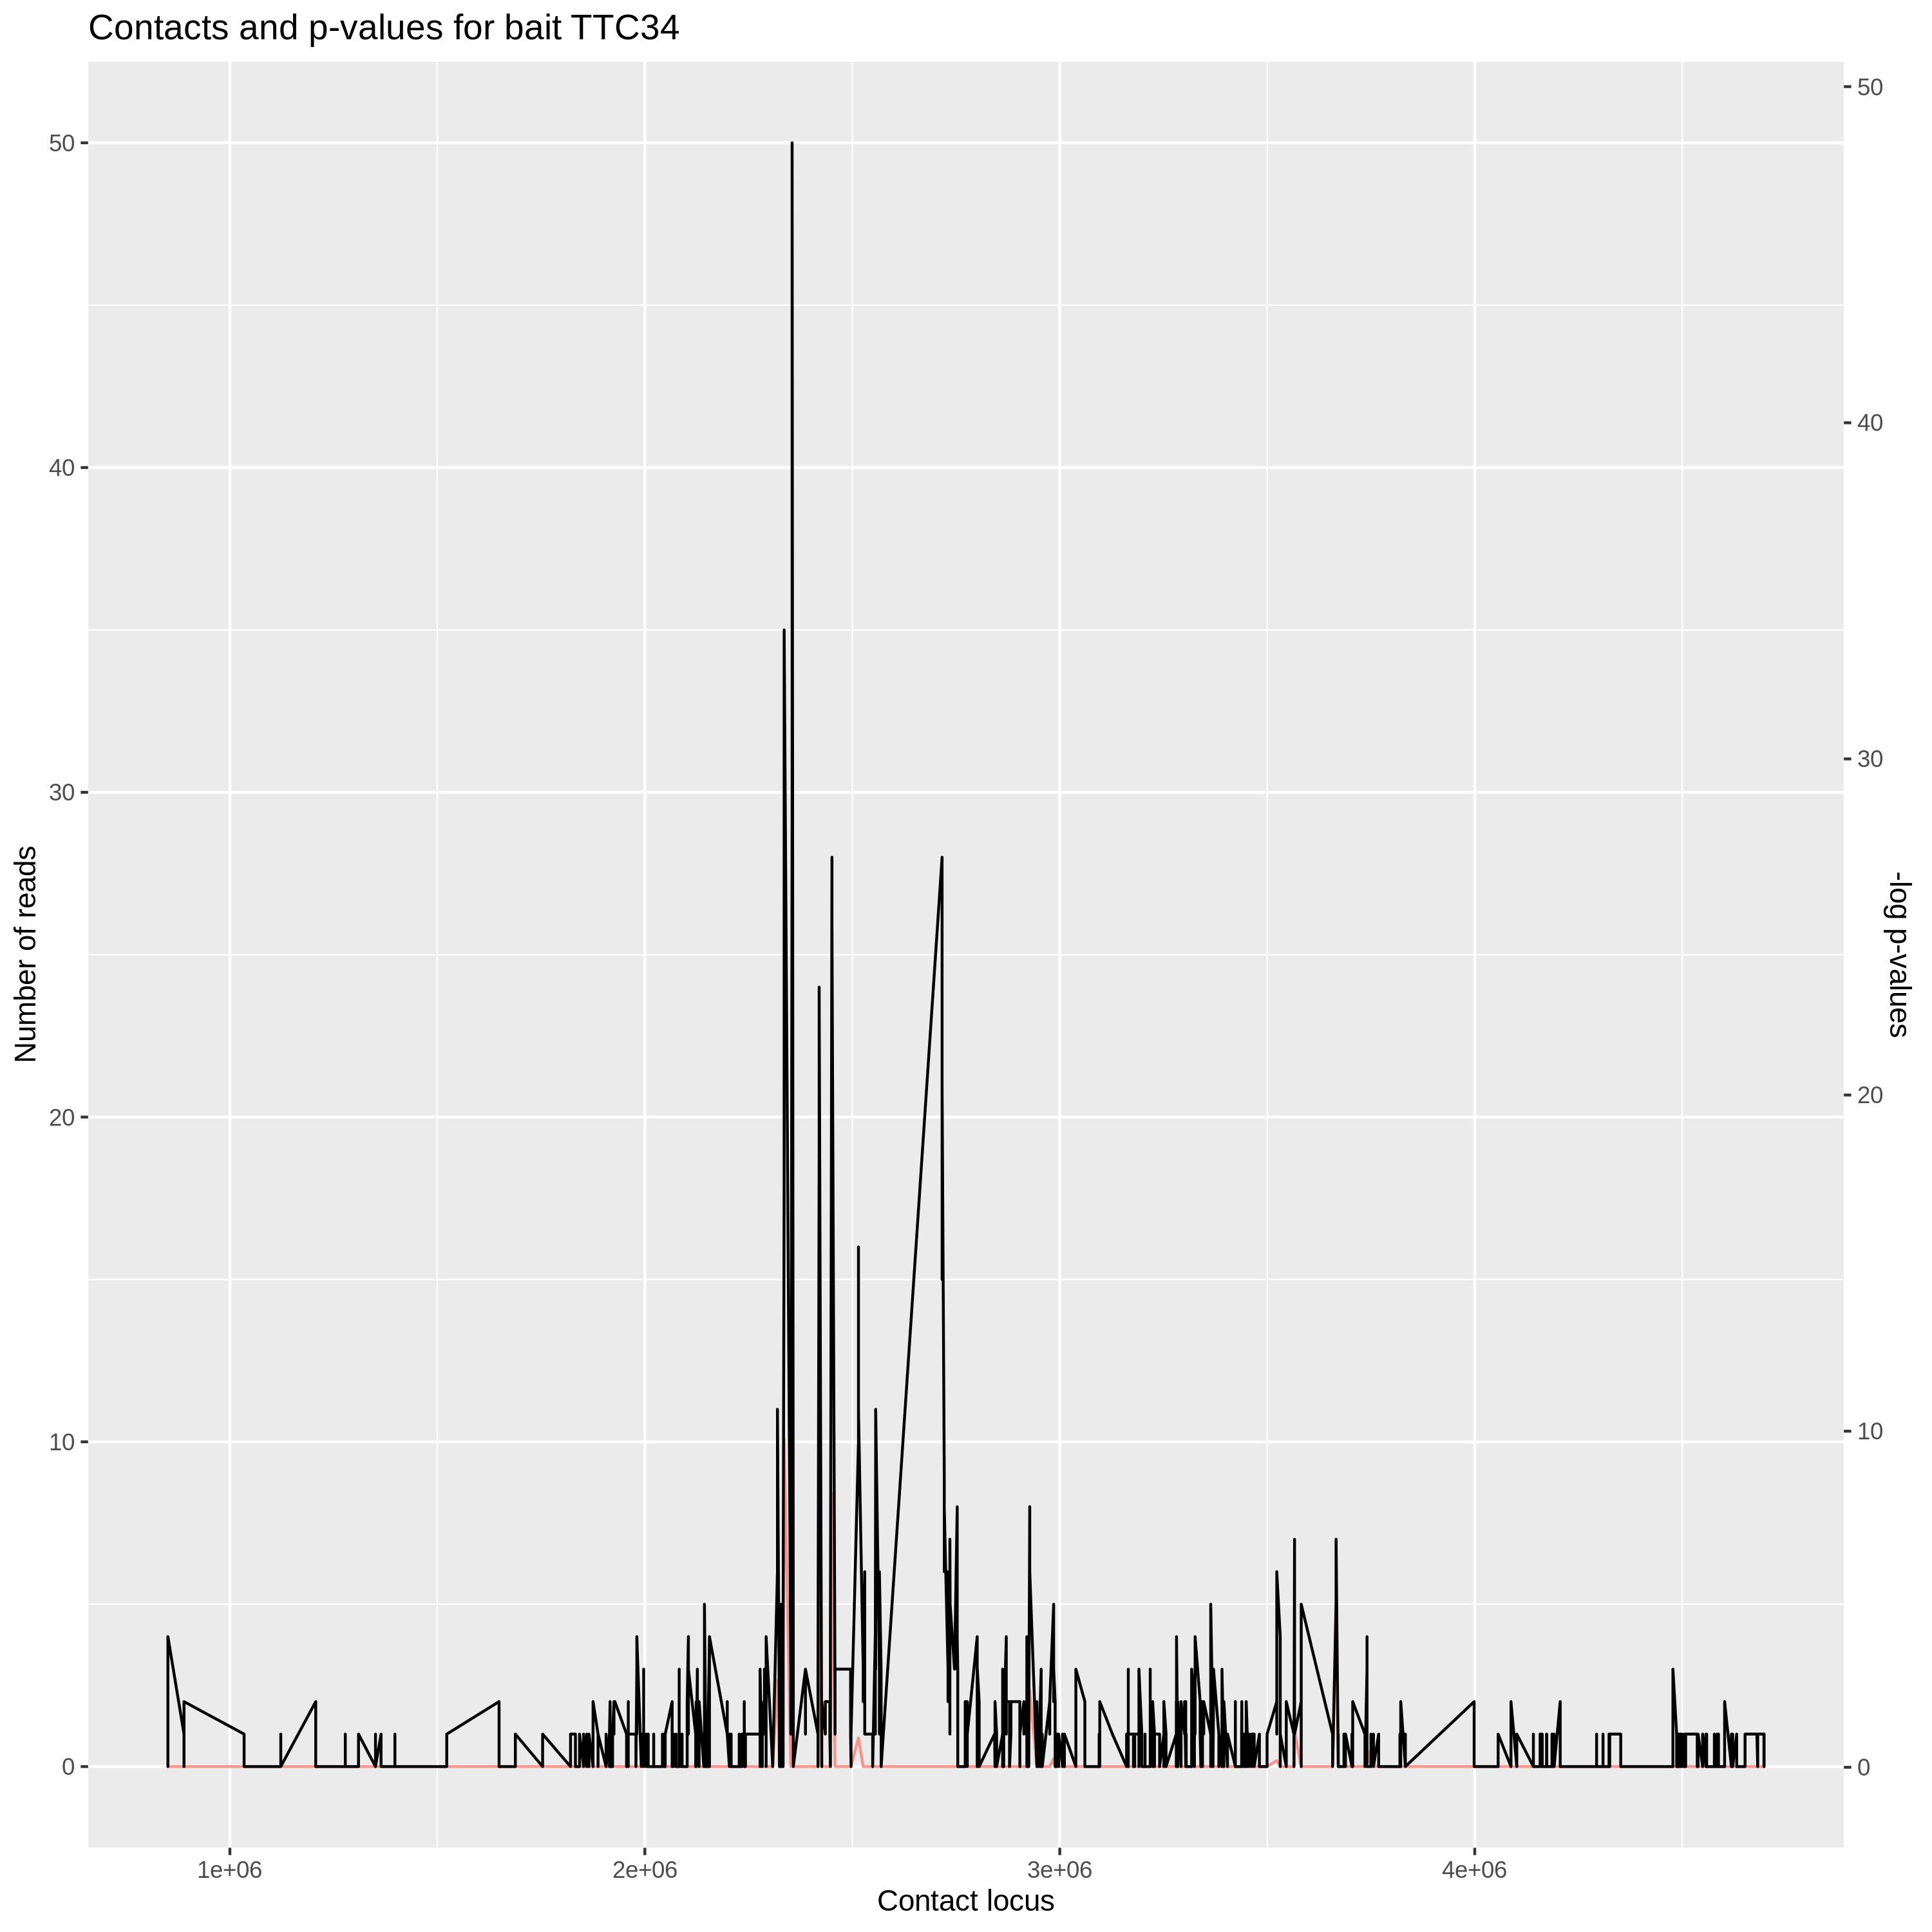 Contacts and p-values for bait TTC34
50
40
30
20
10
0
Number of reads
50
40
30
20
10
0
-log p-values
1e+06
2e+06
3e+06
4e+06
Contact locus